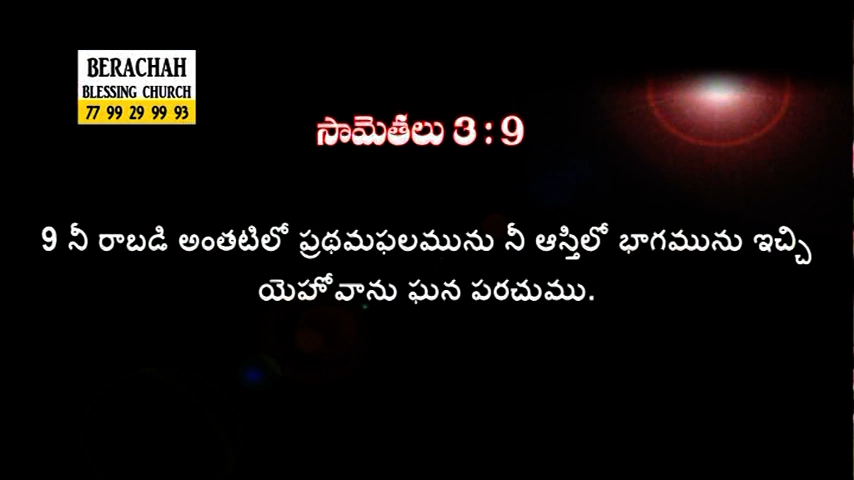 BERACHAH
BLESSING CHURCH
77 99 29 99 93
సామెతలు 3 : 9
9 నీ రాబడి అంతటిలో ప్రథమఫలమును నీ ఆస్తిలో భాగమును ఇచ్చి
యెహోవాను ఘన పరచుము.